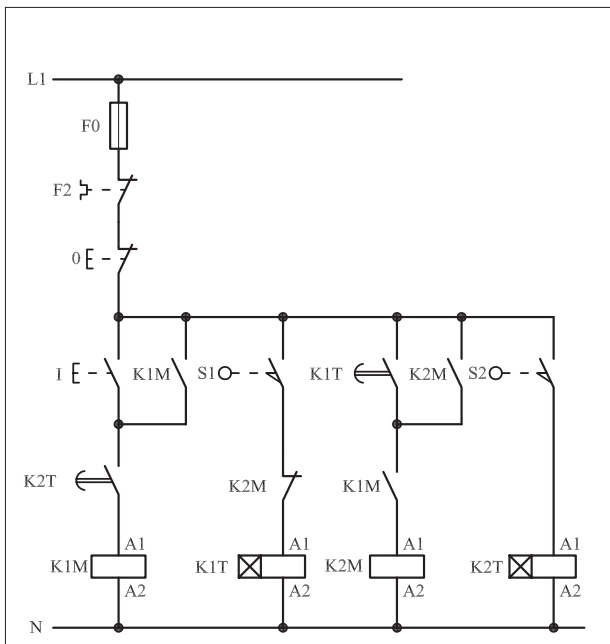 L1
F0
F2
0
I K1M S1 K1T K2M S2
K2T K2M K1M
A1 A1 A1 A1
K1M K1T K2M K2T
A2 A2 A2 A2
N